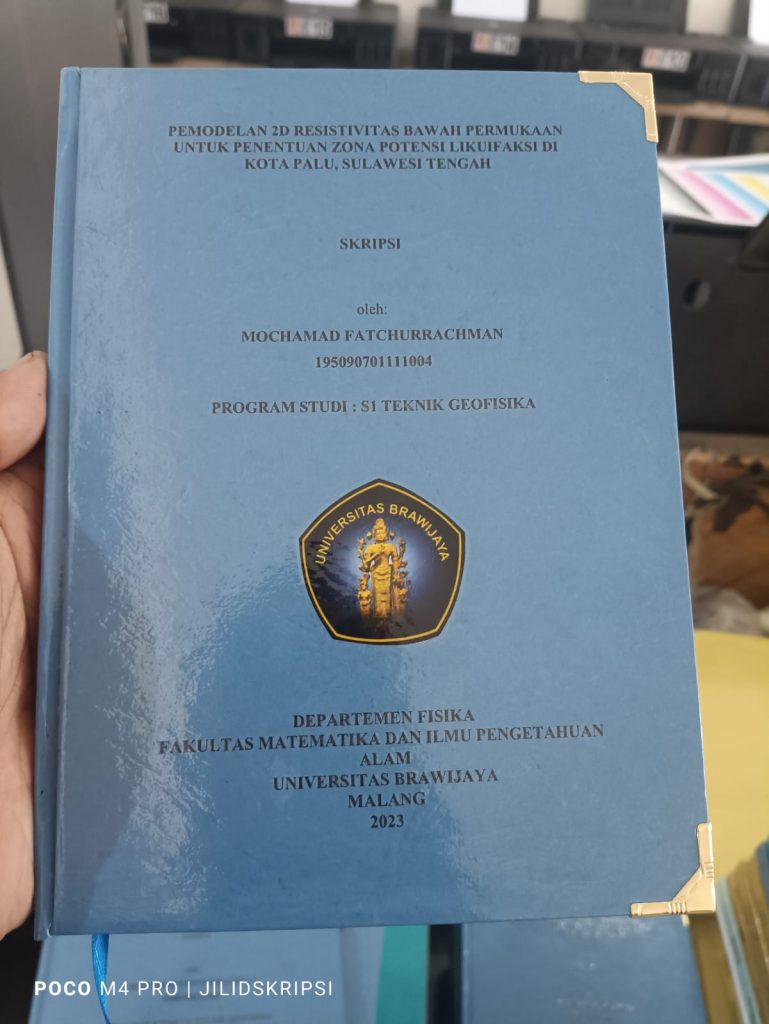 PEMODELAN 2D RESISTIVITAS BAWAH PERMUKAAN
UNTUK PENENTUAN ZONA POTENSI LIKUIFAKSI DI
KOTA PALU, SULAWESI TENGAH
SKRIPSI
oleh:
MOCHAMAD FATCHURRACHMAN
195090701111004
PROGRAM STUDI : S1 TEKNIK GEOFISIKA
UNIVERSITAS BRAWIJAYA
DEPARTEMEN FISIKA
FAKULTAS MATEMATIKA DAN ILMU PENGETAHUAN
ALAM
UNIVERSITAS BRAWIJAYA
MALANG
2023
POCO M4 PRO | JILIDSKRIPSI